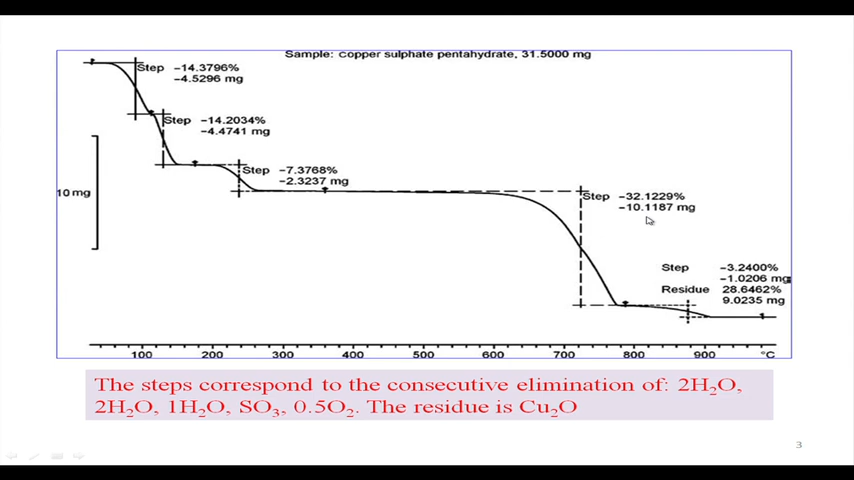 Sample: Copper sulphate pentahydrate, 31.5000 mg
Step −14.3796%
−4.5296 mg
Step −14.2034%
−4.4741 mg
Step −7.3768%
−2.3237 mg
10 mg
Step −32.1229%
−10.1187 mg
Step −3.2400%
−1.0206 mg
Residue 28.6462%
9.0235 mg
100 200 300 400 500 600 700 800 900 °C
The steps correspond to the consecutive elimination of: 2H₂O,
2H₂O, 1H₂O, SO₃, 0.5O₂. The residue is Cu₂O
3